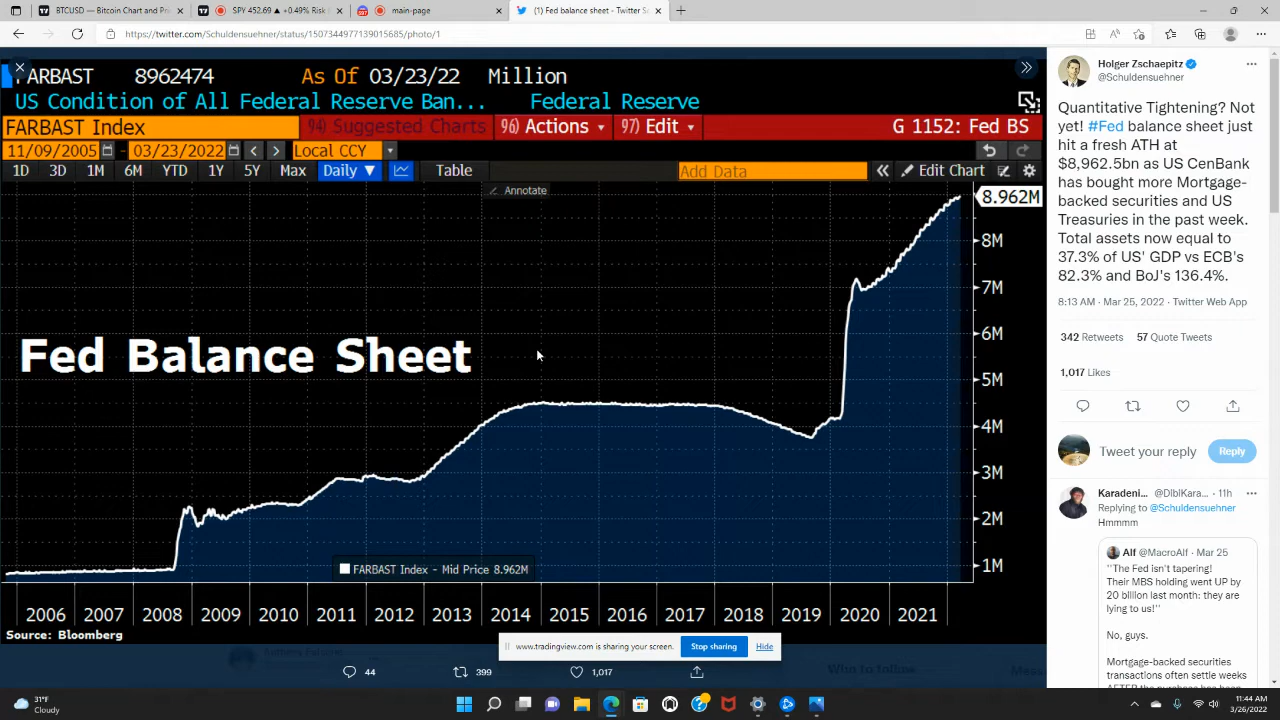 BTCUSD — Bitcoin Chart and Pri
SPY 452.69 ▲ +0.49% Risk
main-page
(1) Fed balance sheet - Twitter Se
https://twitter.com/Schuldensuehner/status/1507344977139015685/photo/1
FARBAST 8962474 As Of 03/23/22 Million
US Condition of All Federal Reserve Ban... Federal Reserve
FARBAST Index
94) Suggested Charts
96) Actions
97) Edit
G 1152: Fed BS
11/09/2005 - 03/23/2022
Local CCY
1D 3D 1M 6M YTD 1Y 5Y Max Daily ▼ Table
Add Data
Edit Chart
Annotate
8.962M
8M
7M
6M
5M
4M
3M
2M
1M
Fed Balance Sheet
FARBAST Index - Mid Price 8.962M
2006 2007 2008 2009 2010 2011 2012 2013 2014 2015 2016 2017 2018 2019 2020 2021
Source: Bloomberg
www.tradingview.com is sharing your screen.
Stop sharing
Hide
44
399
1,017
Holger Zschaepitz
@Schuldensuehner
Quantitative Tightening? Not
yet! #Fed balance sheet just
hit a fresh ATH at
$8,962.5bn as US CenBank
has bought more Mortgage-
backed securities and US
Treasuries in the past week.
Total assets now equal to
37.3% of US' GDP vs ECB's
82.3% and BoJ's 136.4%.
8:13 AM · Mar 25, 2022 · Twitter Web App
342 Retweets 57 Quote Tweets
1,017 Likes
Tweet your reply
Reply
Karadeni... @DlblKara... · 11h
Replying to @Schuldensuehner
Hmmmm
Alf @MacroAlf · Mar 25
''The Fed isn't tapering!
Their MBS holding went UP by
20 billion last month: they are
lying to us!''
No, guys.
Mortgage-backed securities
transactions often settle weeks
31°F
Cloudy
11:44 AM
3/26/2022